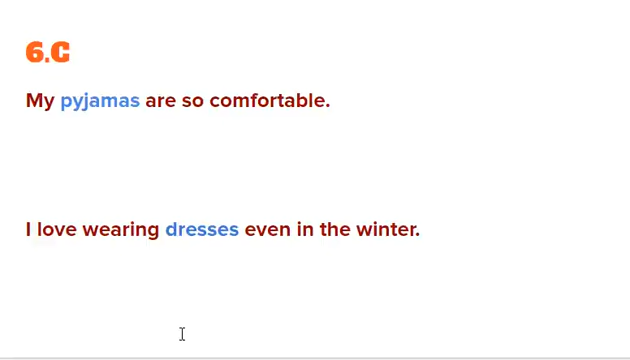 6.C
My pyjamas are so comfortable.
I love wearing dresses even in the winter.